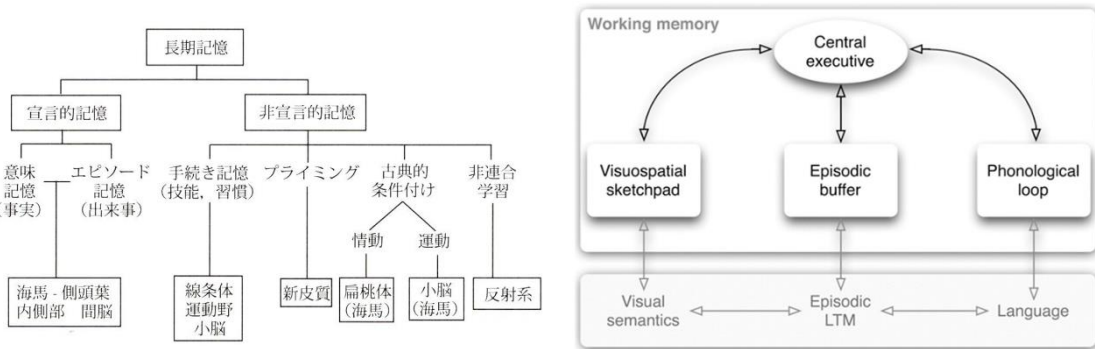 長期記憶
宣言的記憶
非宣言的記憶
意味
記憶
(事実)
エピソード
記憶
(出来事)
手続き記憶
(技能，習慣)
プライミング
古典的
条件付け
非連合
学習
情動
運動
海馬 - 側頭葉
内側部　間脳
線条体
運動野
小脳
新皮質
扁桃体
(海馬)
小脳
(海馬)
反射系
Working memory
Central
executive
Visuospatial
sketchpad
Episodic
buffer
Phonological
loop
Visual
semantics
Episodic
LTM
Language